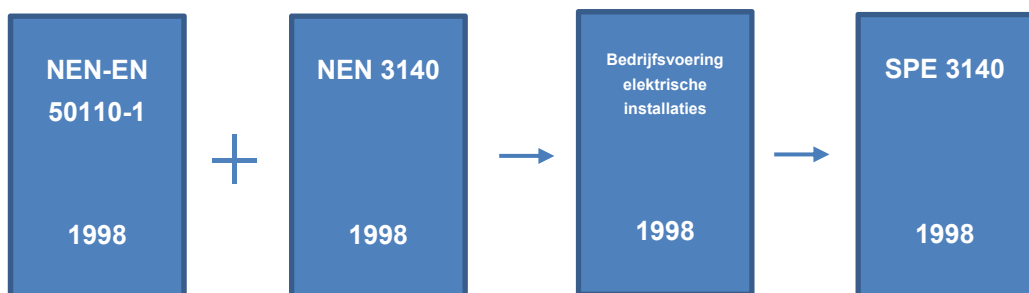 NEN-EN
50110-1
1998
NEN 3140
1998
Bedrijfsvoering
elektrische
installaties
1998
SPE 3140
1998